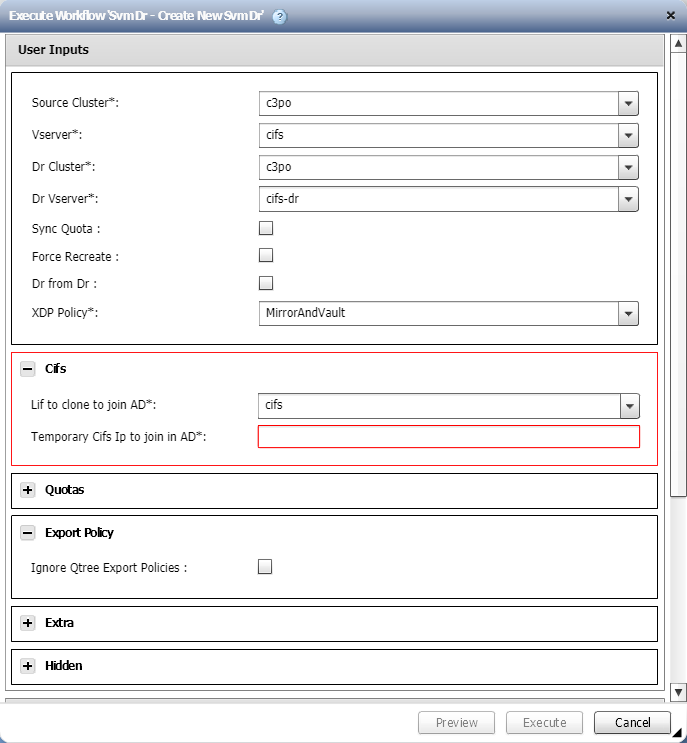 Execute Workflow 'Svm Dr - Create New Svm Dr' ?
User Inputs
Source Cluster*: c3po
Vserver*: cifs
Dr Cluster*: c3po
Dr Vserver*: cifs-dr
Sync Quota :
Force Recreate :
Dr from Dr :
XDP Policy*: MirrorAndVault
Cifs
Lif to clone to join AD*: cifs
Temporary Cifs Ip to join in AD*:
Quotas
Export Policy
Ignore Qtree Export Policies :
Extra
Hidden
Preview Execute Cancel